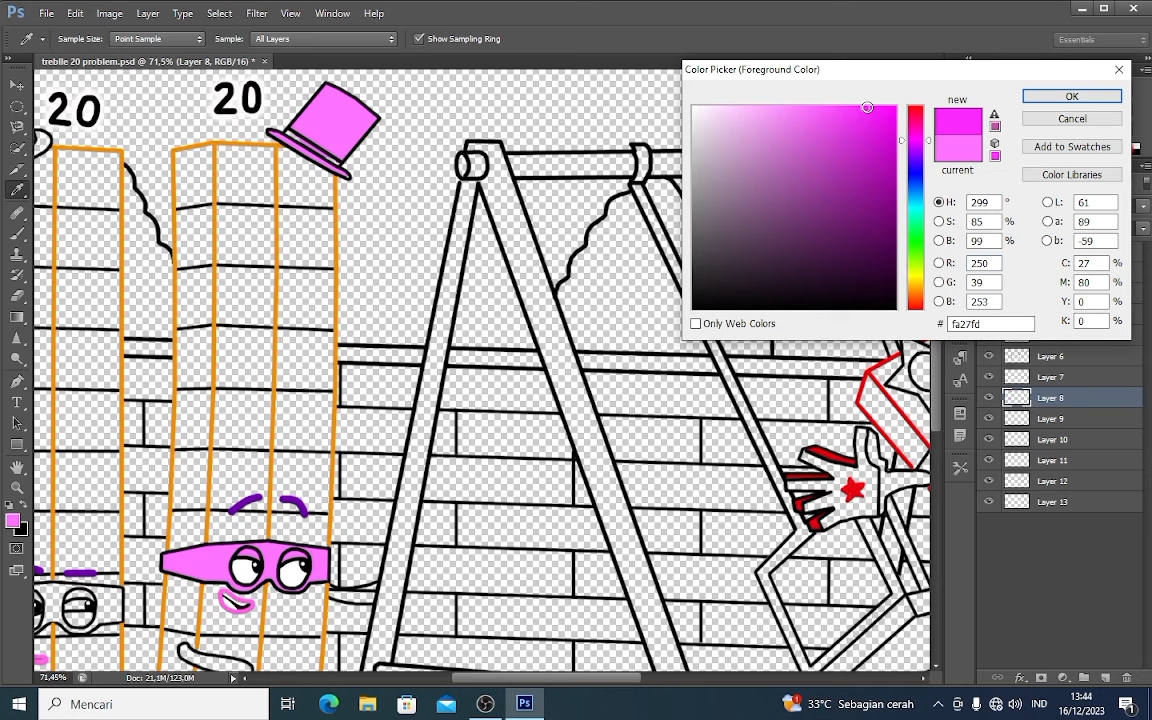 Ps File Edit Image Layer Type Select Filter View Window Help
Sample Size: Point Sample Sample: All Layers Show Sampling Ring Essentials
treblle 20 problem.psd @ 71,5% (Layer 8, RGB/16) * ×
20 20
Color Picker (Foreground Color)
new
current
OK
Cancel
Add to Swatches
Color Libraries
H: 299 ° L: 61
S: 85 % a: 89
B: 99 % b: -59
R: 250 C: 27 %
G: 39 M: 80 %
B: 253 Y: 0 %
# fa27fd K: 0 %
Only Web Colors
Layer 6
Layer 7
Layer 8
Layer 9
Layer 10
Layer 11
Layer 12
Layer 13
71,45% Doc: 21,1M/123,0M
Mencari
33°C Sebagian cerah
IND
13:44
16/12/2023